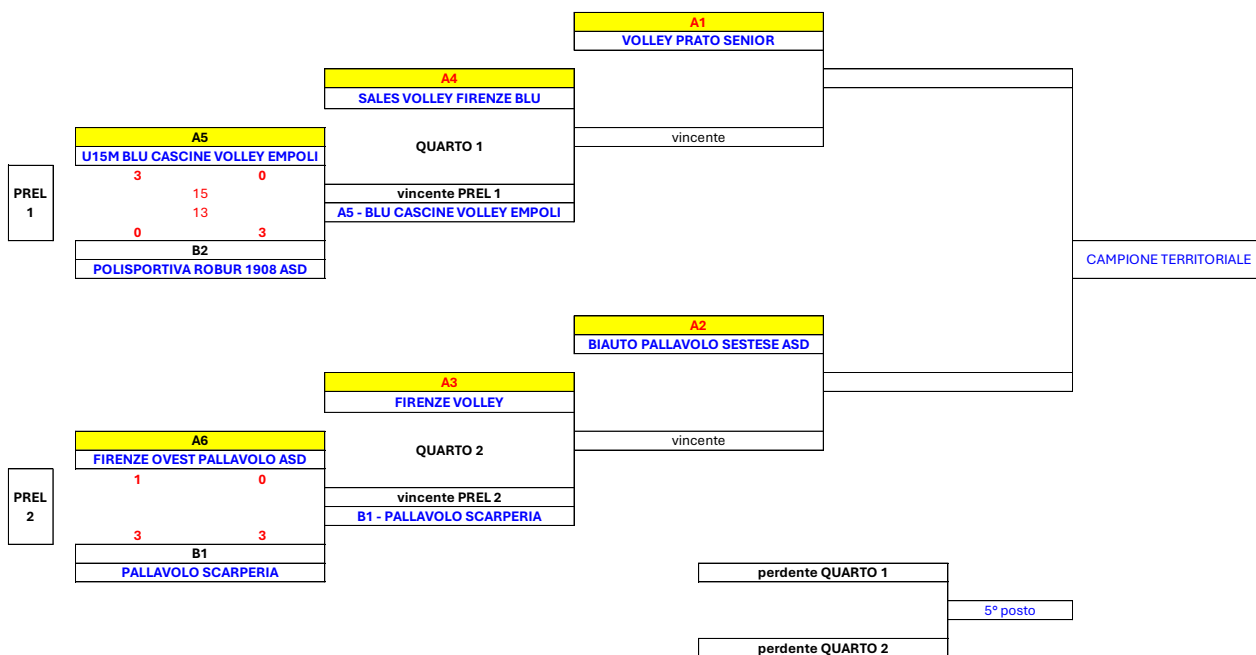 A1
VOLLEY PRATO SENIOR
A4
SALES VOLLEY FIRENZE BLU
A5
QUARTO 1
vincente
U15M BLU CASCINE VOLLEY EMPOLI
3 0
PREL
1
15
vincente PREL 1
13
A5 - BLU CASCINE VOLLEY EMPOLI
0 3
B2
POLISPORTIVA ROBUR 1908 ASD
CAMPIONE TERRITORIALE
A2
BIAUTO PALLAVOLO SESTESE ASD
A3
FIRENZE VOLLEY
A6
QUARTO 2
vincente
FIRENZE OVEST PALLAVOLO ASD
1 0
PREL
2
vincente PREL 2
B1 - PALLAVOLO SCARPERIA
3 3
B1
PALLAVOLO SCARPERIA
perdente QUARTO 1
5° posto
perdente QUARTO 2